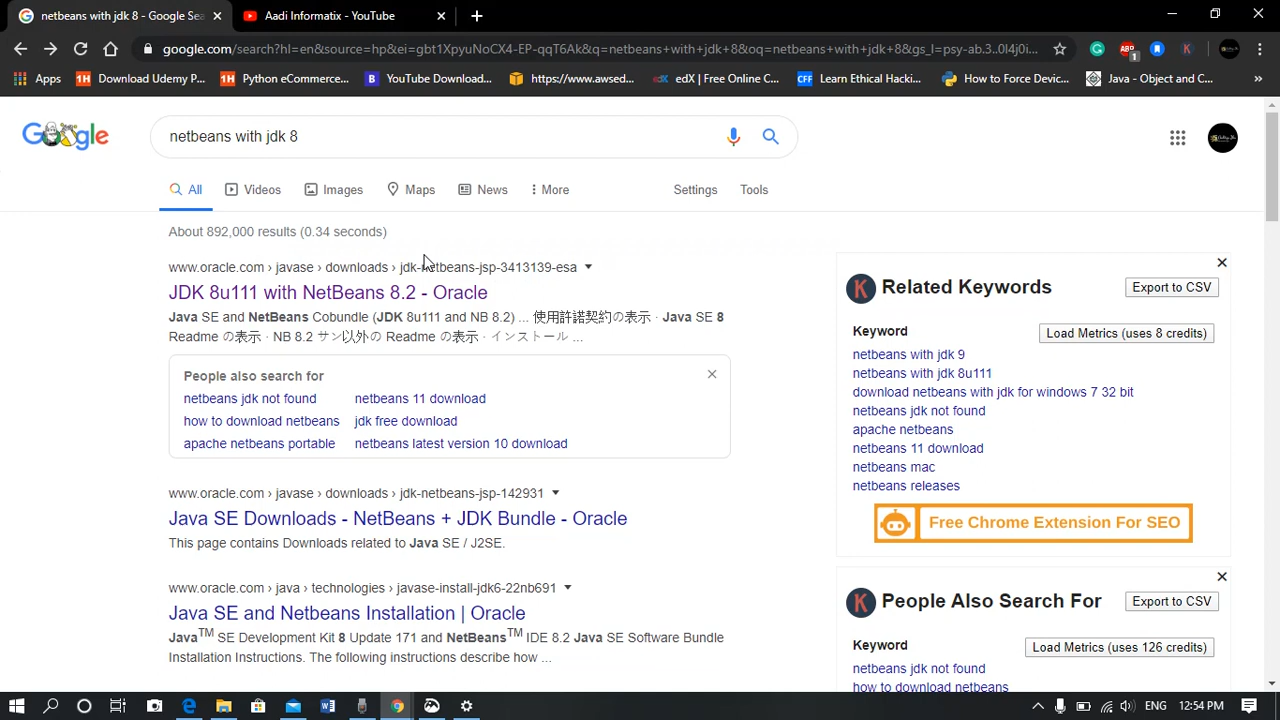 netbeans with jdk 8 - Google Sea
Aadi Informatix - YouTube
google.com/search?hl=en&source=hp&ei=gbt1XpyuNoCX4-EP-qqT6Ak&q=netbeans+with+jdk+8&oq=netbeans+with+jdk+8&gs_l=psy-ab.3..0l4j0i...
1
Apps
Download Udemy P...
Python eCommerce...
YouTube Download...
https://www.awsed...
edX | Free Online C...
Learn Ethical Hacki...
How to Force Devic...
Java - Object and C...
netbeans with jdk 8
All
Videos
Images
Maps
News
More
Settings
Tools
About 892,000 results (0.34 seconds)
www.oracle.com › javase › downloads › jdk-netbeans-jsp-3413139-esa
JDK 8u111 with NetBeans 8.2 - Oracle
Java SE and NetBeans Cobundle (JDK 8u111 and NB 8.2) ... 使用許諾契約の表示 · Java SE 8
Readme の表示 · NB 8.2 サン以外の Readme の表示 · インストール ...
People also search for
netbeans jdk not found
netbeans 11 download
how to download netbeans
jdk free download
apache netbeans portable
netbeans latest version 10 download
www.oracle.com › javase › downloads › jdk-netbeans-jsp-142931
Java SE Downloads - NetBeans + JDK Bundle - Oracle
This page contains Downloads related to Java SE / J2SE.
www.oracle.com › java › technologies › javase-install-jdk6-22nb691
Java SE and Netbeans Installation | Oracle
Java™ SE Development Kit 8 Update 171 and NetBeans™ IDE 8.2 Java SE Software Bundle
Installation Instructions. The following instructions describe how ...
K
Related Keywords
Export to CSV
Keyword
Load Metrics (uses 8 credits)
netbeans with jdk 9
netbeans with jdk 8u111
download netbeans with jdk for windows 7 32 bit
netbeans jdk not found
apache netbeans
netbeans 11 download
netbeans mac
netbeans releases
Free Chrome Extension For SEO
K
People Also Search For
Export to CSV
Keyword
Load Metrics (uses 126 credits)
netbeans jdk not found
how to download netbeans
12:54 PM